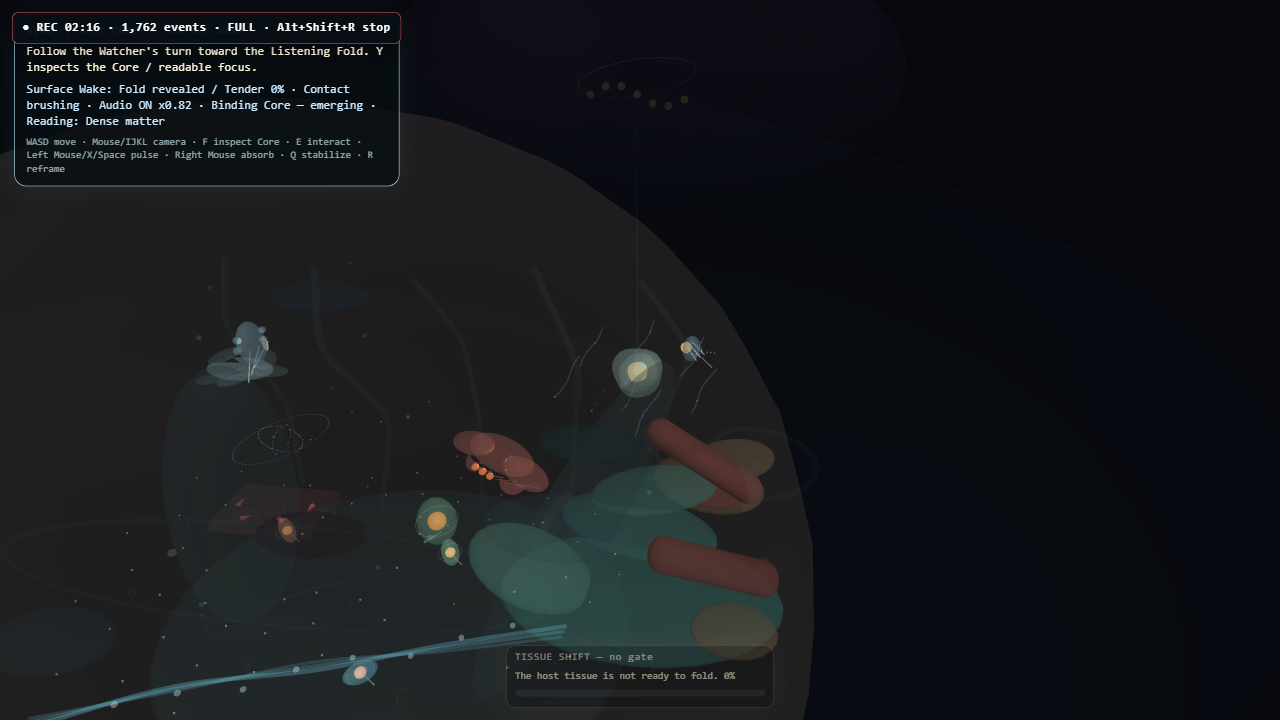 ● REC 02:16 · 1,762 events · FULL · Alt+Shift+R stop
Follow the Watcher's turn toward the Listening Fold. Y
inspects the Core / readable focus.
Surface Wake: Fold revealed / Tender 0% · Contact
brushing · Audio ON x0.82 · Binding Core — emerging ·
Reading: Dense matter
WASD move · Mouse/IJKL camera · F inspect Core · E interact ·
Left Mouse/X/Space pulse · Right Mouse absorb · Q stabilize · R
reframe
TISSUE SHIFT — no gate
The host tissue is not ready to fold. 0%